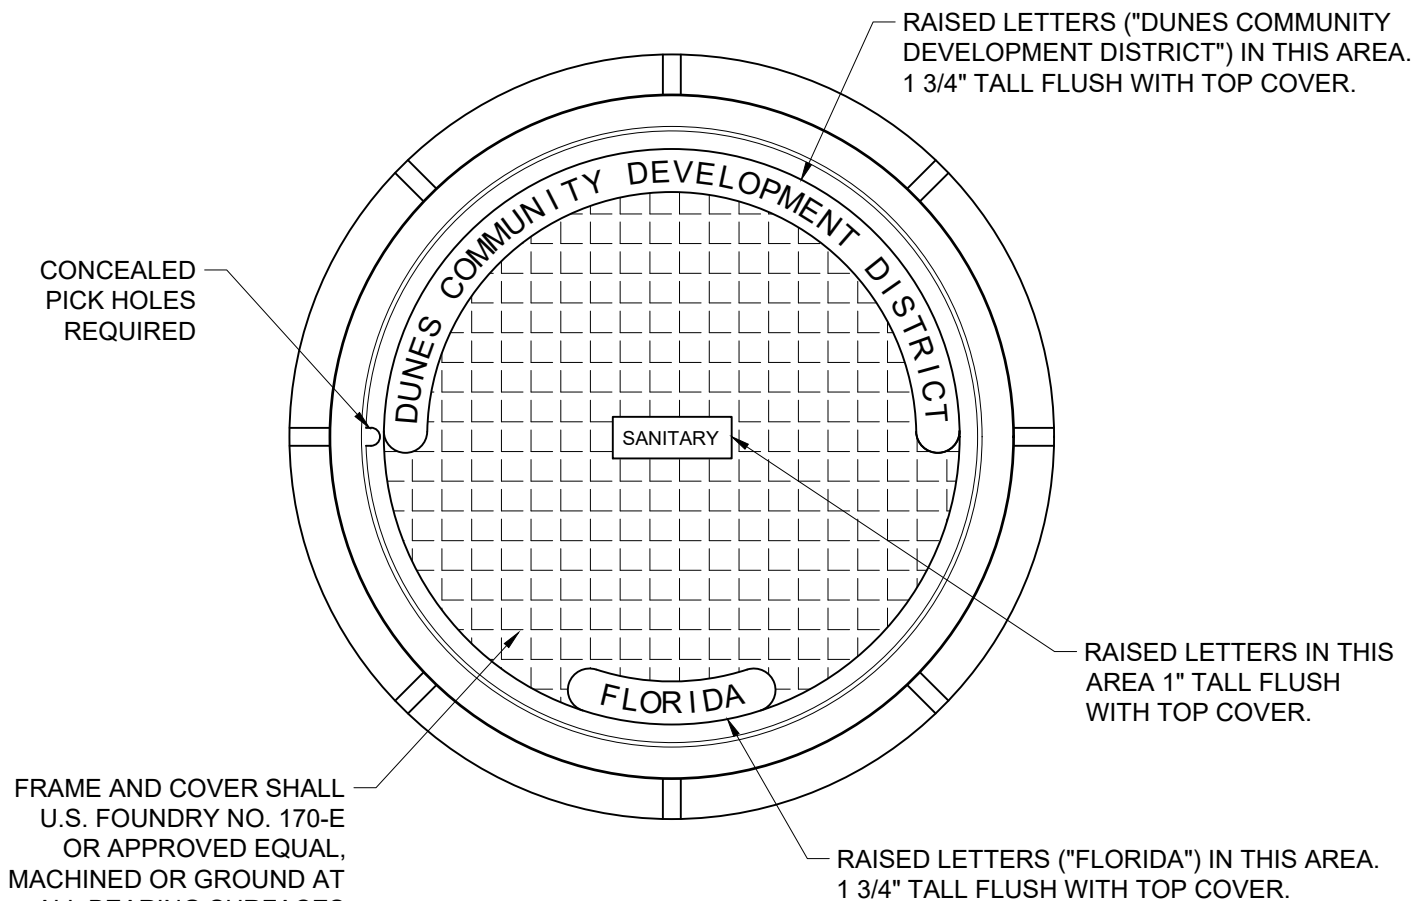 RAISED LETTERS ("DUNES COMMUNITY
DEVELOPMENT DISTRICT") IN THIS AREA.
1 3/4" TALL FLUSH WITH TOP COVER.
DUNES COMMUNITY DEVELOPMENT DISTRICT
CONCEALED
PICK HOLES
REQUIRED
SANITARY
RAISED LETTERS IN THIS
AREA 1" TALL FLUSH
WITH TOP COVER.
FLORIDA
FRAME AND COVER SHALL
U.S. FOUNDRY NO. 170-E
OR APPROVED EQUAL,
MACHINED OR GROUND AT
ALL BEARING SURFACES
RAISED LETTERS ("FLORIDA") IN THIS AREA.
1 3/4" TALL FLUSH WITH TOP COVER.